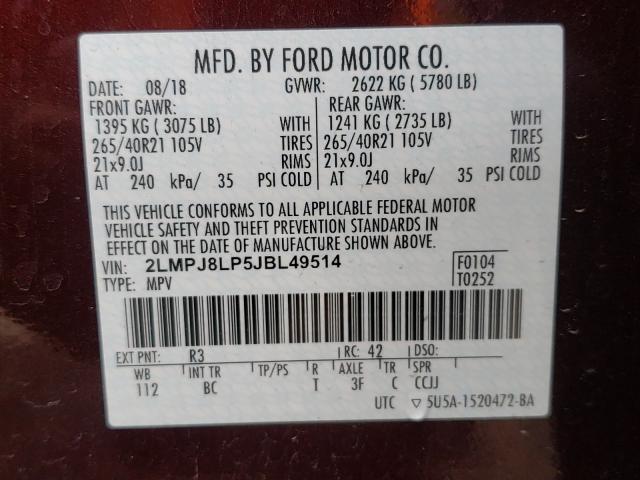 MFD. BY FORD MOTOR CO.
DATE: 08/18 GVWR: 2622 KG ( 5780 LB)
FRONT GAWR: REAR GAWR:
1395 KG ( 3075 LB) WITH 1241 KG ( 2735 LB) WITH
265/40R21 105V TIRES 265/40R21 105V TIRES
21x9.0J RIMS 21x9.0J RIMS
AT 240 kPa/ 35 PSI COLD AT 240 kPa/ 35 PSI COLD
THIS VEHICLE CONFORMS TO ALL APPLICABLE FEDERAL MOTOR
VEHICLE SAFETY AND THEFT PREVENTION STANDARDS IN
EFFECT ON THE DATE OF MANUFACTURE SHOWN ABOVE.
VIN: 2LMPJ8LP5JBL49514 F0104
TYPE: MPV T0252
EXT PNT: R3 RC: 42 DSO:
WB INT TR TP/PS R AXLE TR SPR
112 BC T 3F C CCJJ
UTC ▽ 5U5A-1520472-BA